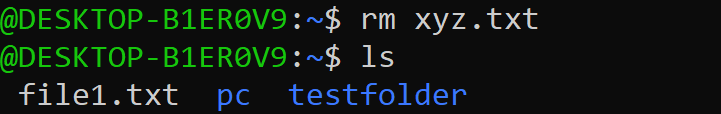 @DESKTOP-B1ER0V9:~$ rm xyz.txt
@DESKTOP-B1ER0V9:~$ ls
file1.txt pc testfolder